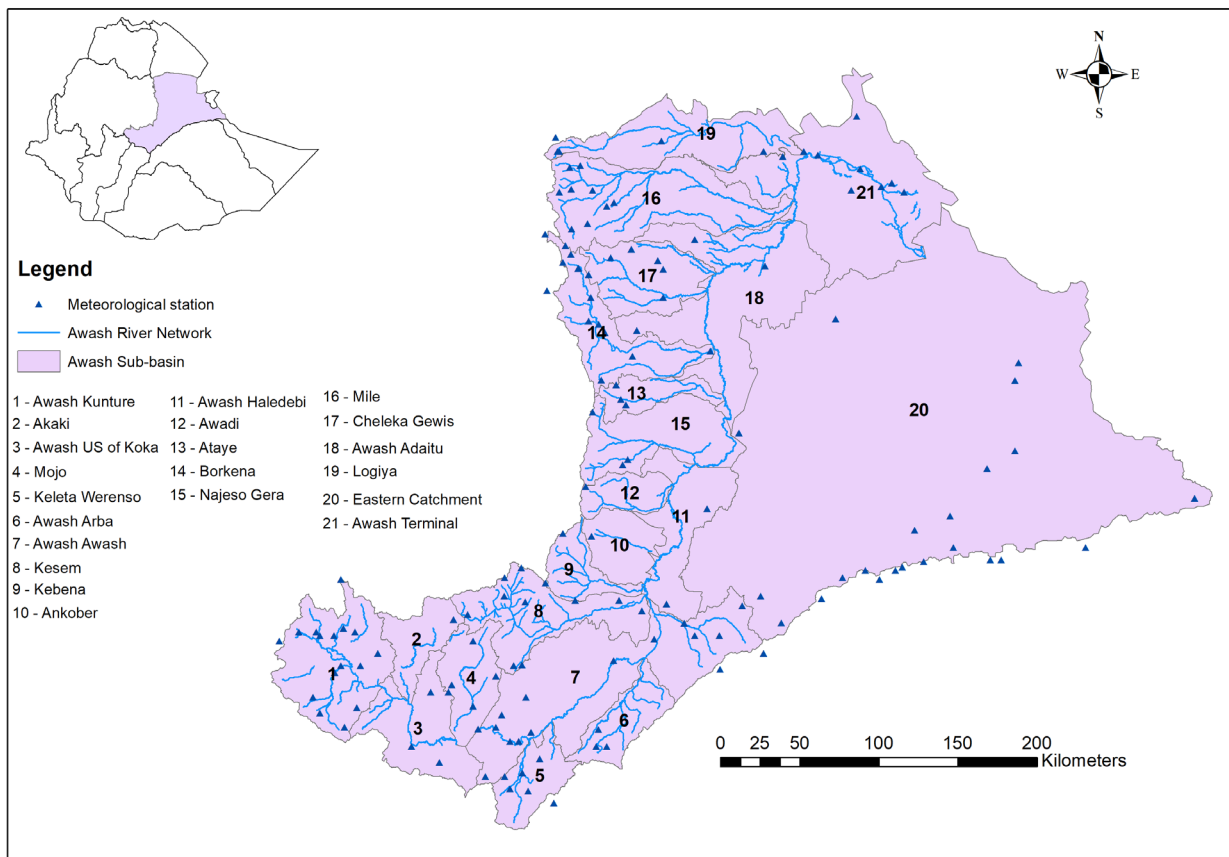 N
W E
S
19
16
21
17
18
14
13
20
15
12
11
10
9
8
2
1
4
7
3
6
5
Legend
Meteorological station
Awash River Network
Awash Sub-basin
1 - Awash Kunture
2 - Akaki
3 - Awash US of Koka
4 - Mojo
5 - Keleta Werenso
6 - Awash Arba
7 - Awash Awash
8 - Kesem
9 - Kebena
10 - Ankober
11 - Awash Haledebi
12 - Awadi
13 - Ataye
14 - Borkena
15 - Najeso Gera
16 - Mile
17 - Cheleka Gewis
18 - Awash Adaitu
19 - Logiya
20 - Eastern Catchment
21 - Awash Terminal
0 25 50 100 150 200
Kilometers